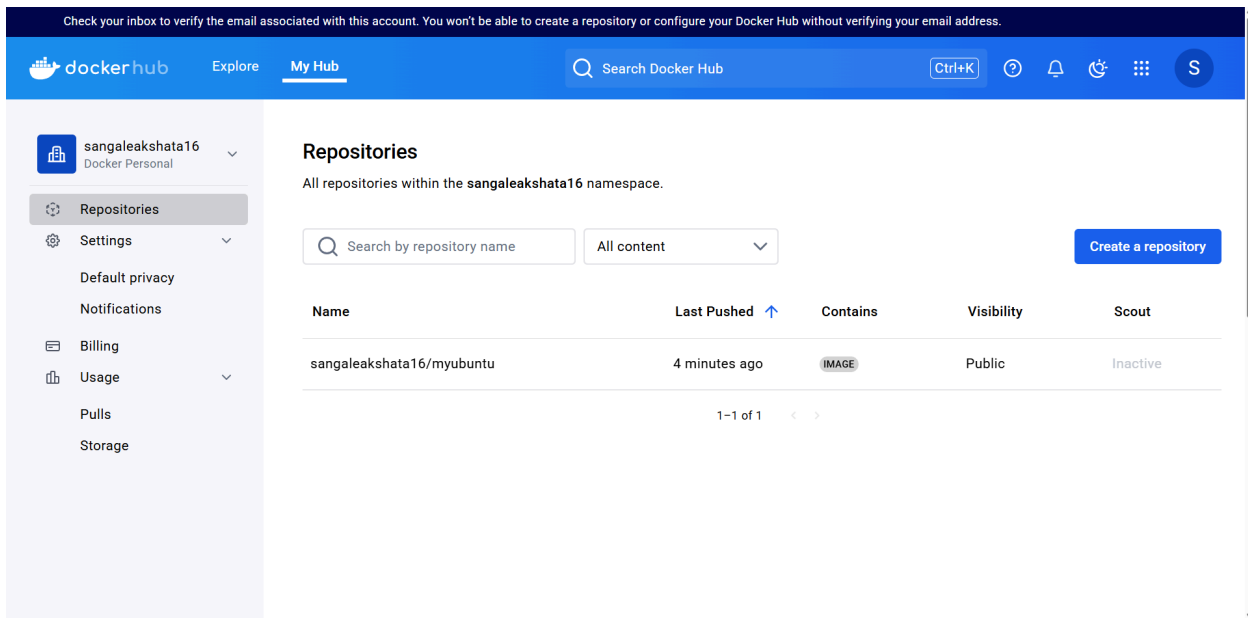 Check your inbox to verify the email associated with this account. You won't be able to create a repository or configure your Docker Hub without verifying your email address.
dockerhub Explore My Hub Search Docker Hub Ctrl+K S
sangaleakshata16
Docker Personal
Repositories
Settings
Default privacy
Notifications
Billing
Usage
Pulls
Storage
Repositories
All repositories within the sangaleakshata16 namespace.
Search by repository name All content Create a repository
Name Last Pushed Contains Visibility Scout
sangaleakshata16/myubuntu 4 minutes ago IMAGE Public Inactive
1–1 of 1